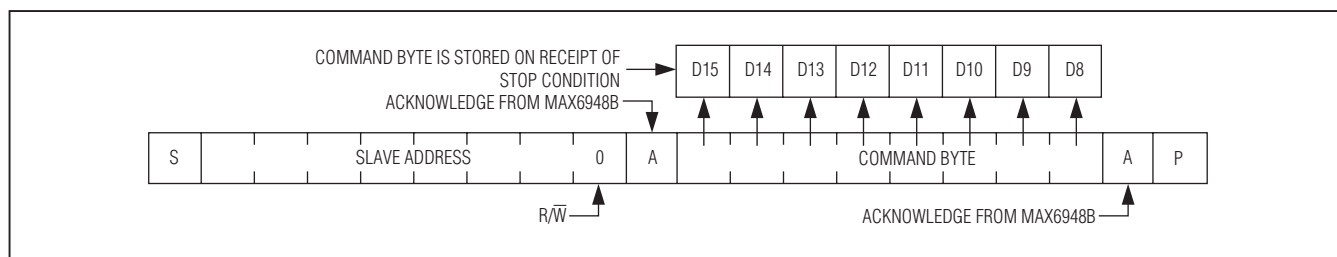 COMMAND BYTE IS STORED ON RECEIPT OF
STOP CONDITION
D15 D14 D13 D12 D11 D10 D9 D8
ACKNOWLEDGE FROM MAX6948B
S SLAVE ADDRESS 0 A COMMAND BYTE A P
R/W̅ ACKNOWLEDGE FROM MAX6948B